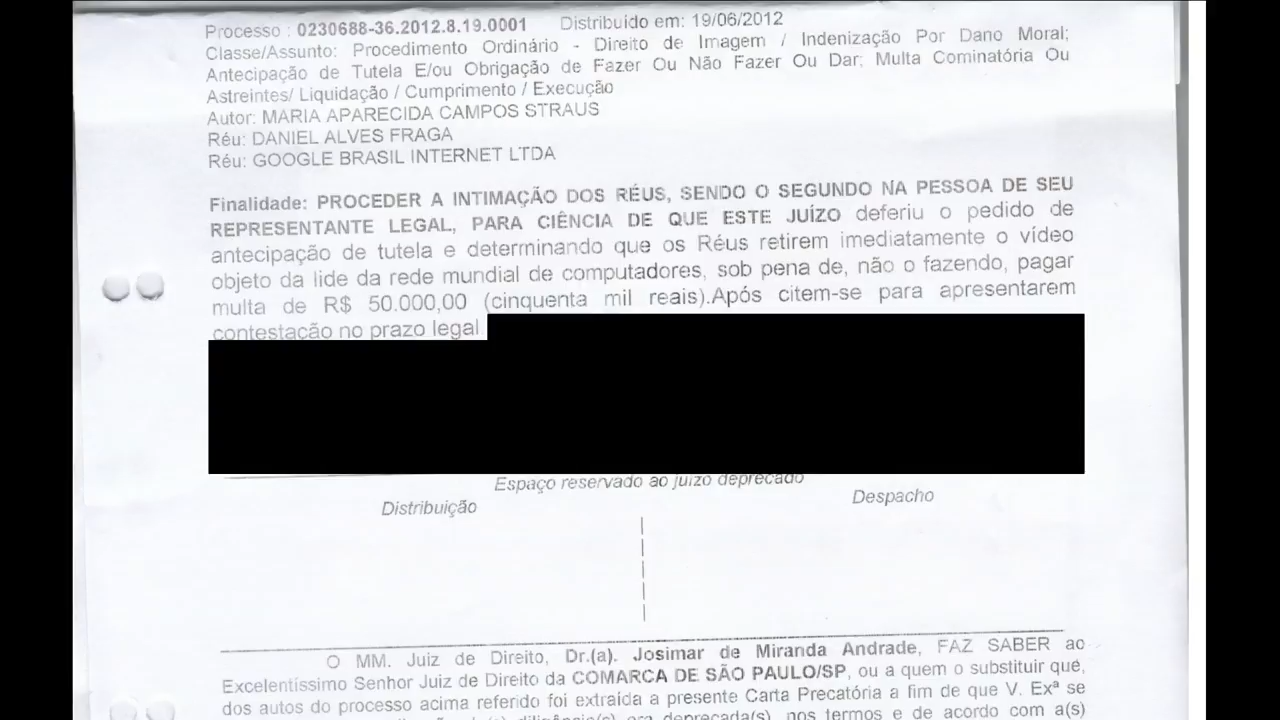 Processo : 0230688-36.2012.8.19.0001 Distribuído em: 19/06/2012
Classe/Assunto: Procedimento Ordinário - Direito de Imagem / Indenização Por Dano Moral;
Antecipação de Tutela E/ou Obrigação de Fazer Ou Não Fazer Ou Dar; Multa Cominatória Ou
Astreintes/ Liquidação / Cumprimento / Execução
Autor: MARIA APARECIDA CAMPOS STRAUS
Réu: DANIEL ALVES FRAGA
Réu: GOOGLE BRASIL INTERNET LTDA
Finalidade: PROCEDER A INTIMAÇÃO DOS RÉUS, SENDO O SEGUNDO NA PESSOA DE SEU
REPRESENTANTE LEGAL, PARA CIÊNCIA DE QUE ESTE JUÍZO deferiu o pedido de
antecipação de tutela e determinando que os Réus retirem imediatamente o vídeo
objeto da lide da rede mundial de computadores, sob pena de, não o fazendo, pagar
multa de R$ 50.000,00 (cinquenta mil reais).Após citem-se para apresentarem
contestação no prazo legal
Espaço reservado ao juízo deprecado
Distribuição Despacho
O MM. Juiz de Direito, Dr.(a). Josimar de Miranda Andrade, FAZ SABER ao
Excelentíssimo Senhor Juiz de Direito da COMARCA DE SÃO PAULO/SP, ou a quem o substituir que,
dos autos do processo acima referido foi extraída a presente Carta Precatória a fim de que V. Exª se
deprecada(s), nos termos e de acordo com a(s)